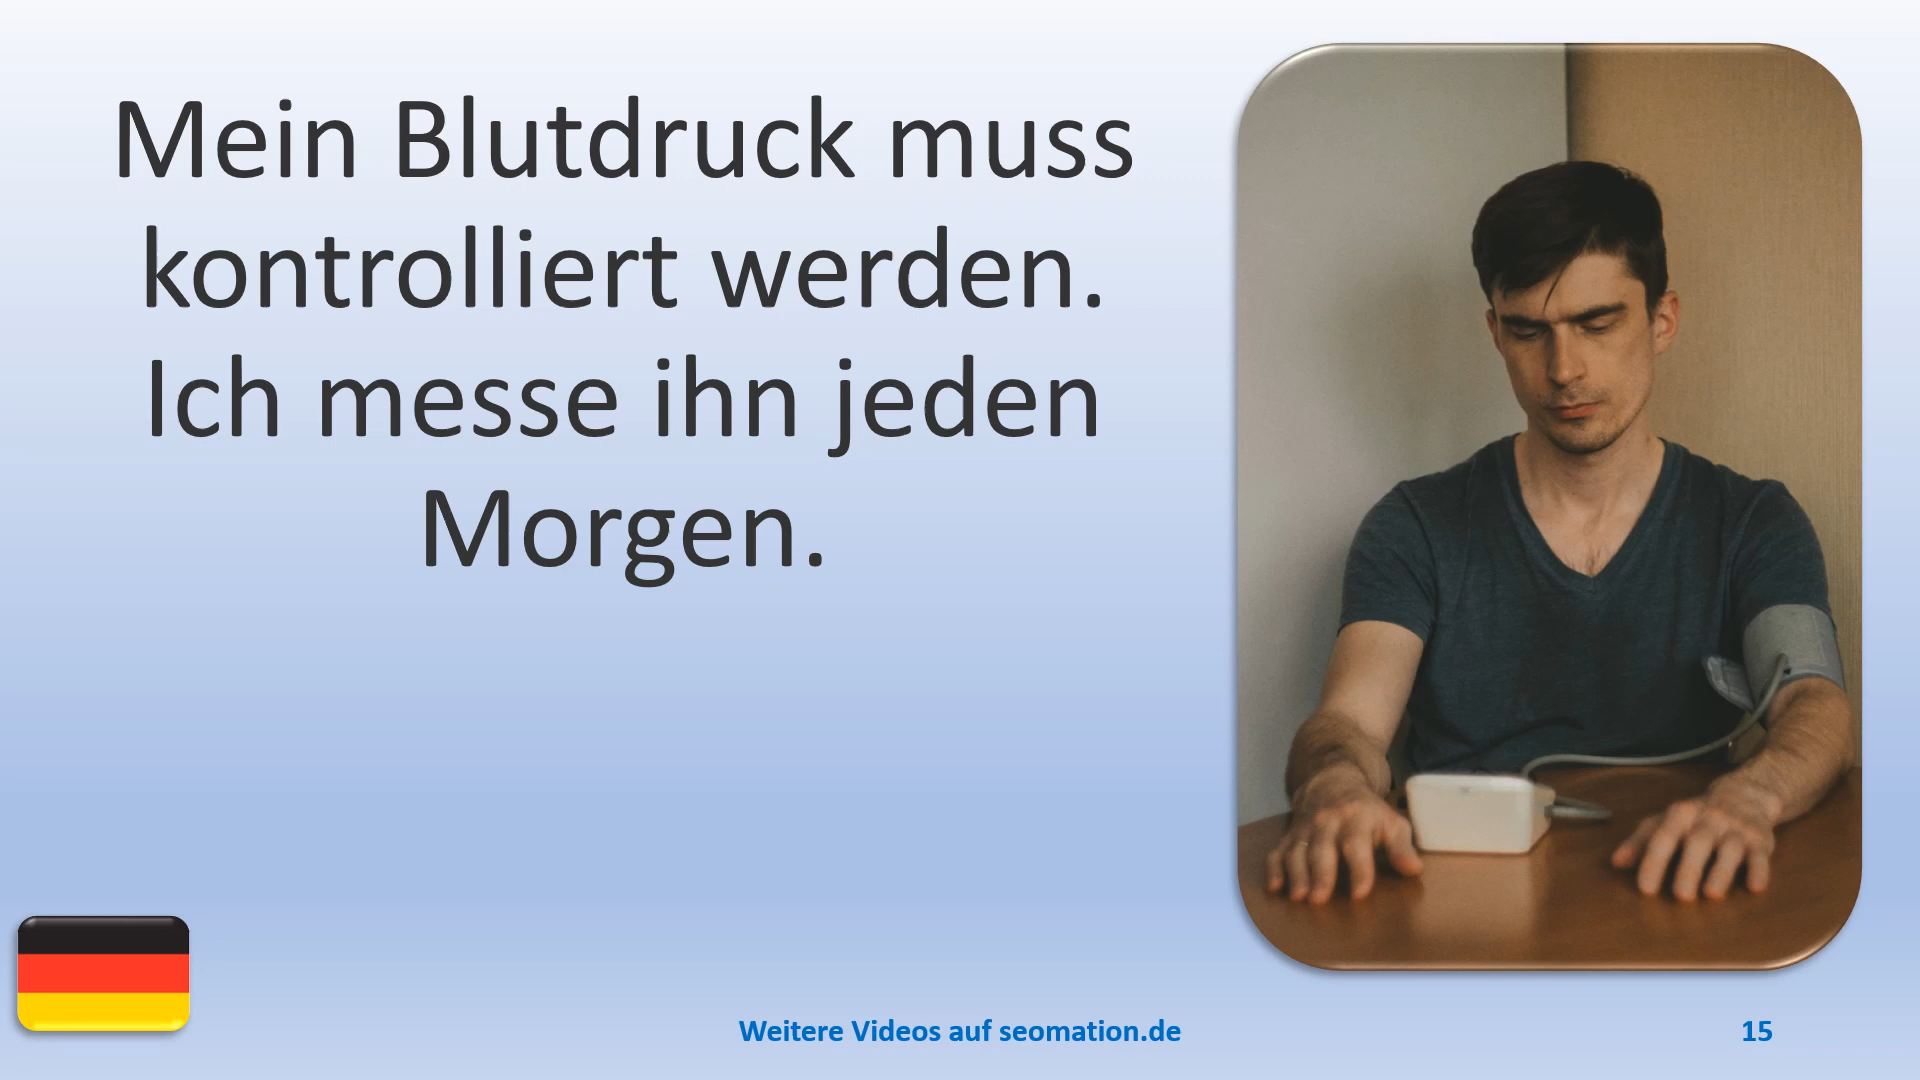 Mein Blutdruck muss
kontrolliert werden.
Ich messe ihn jeden
Morgen.
Weitere Videos auf seomation.de
15